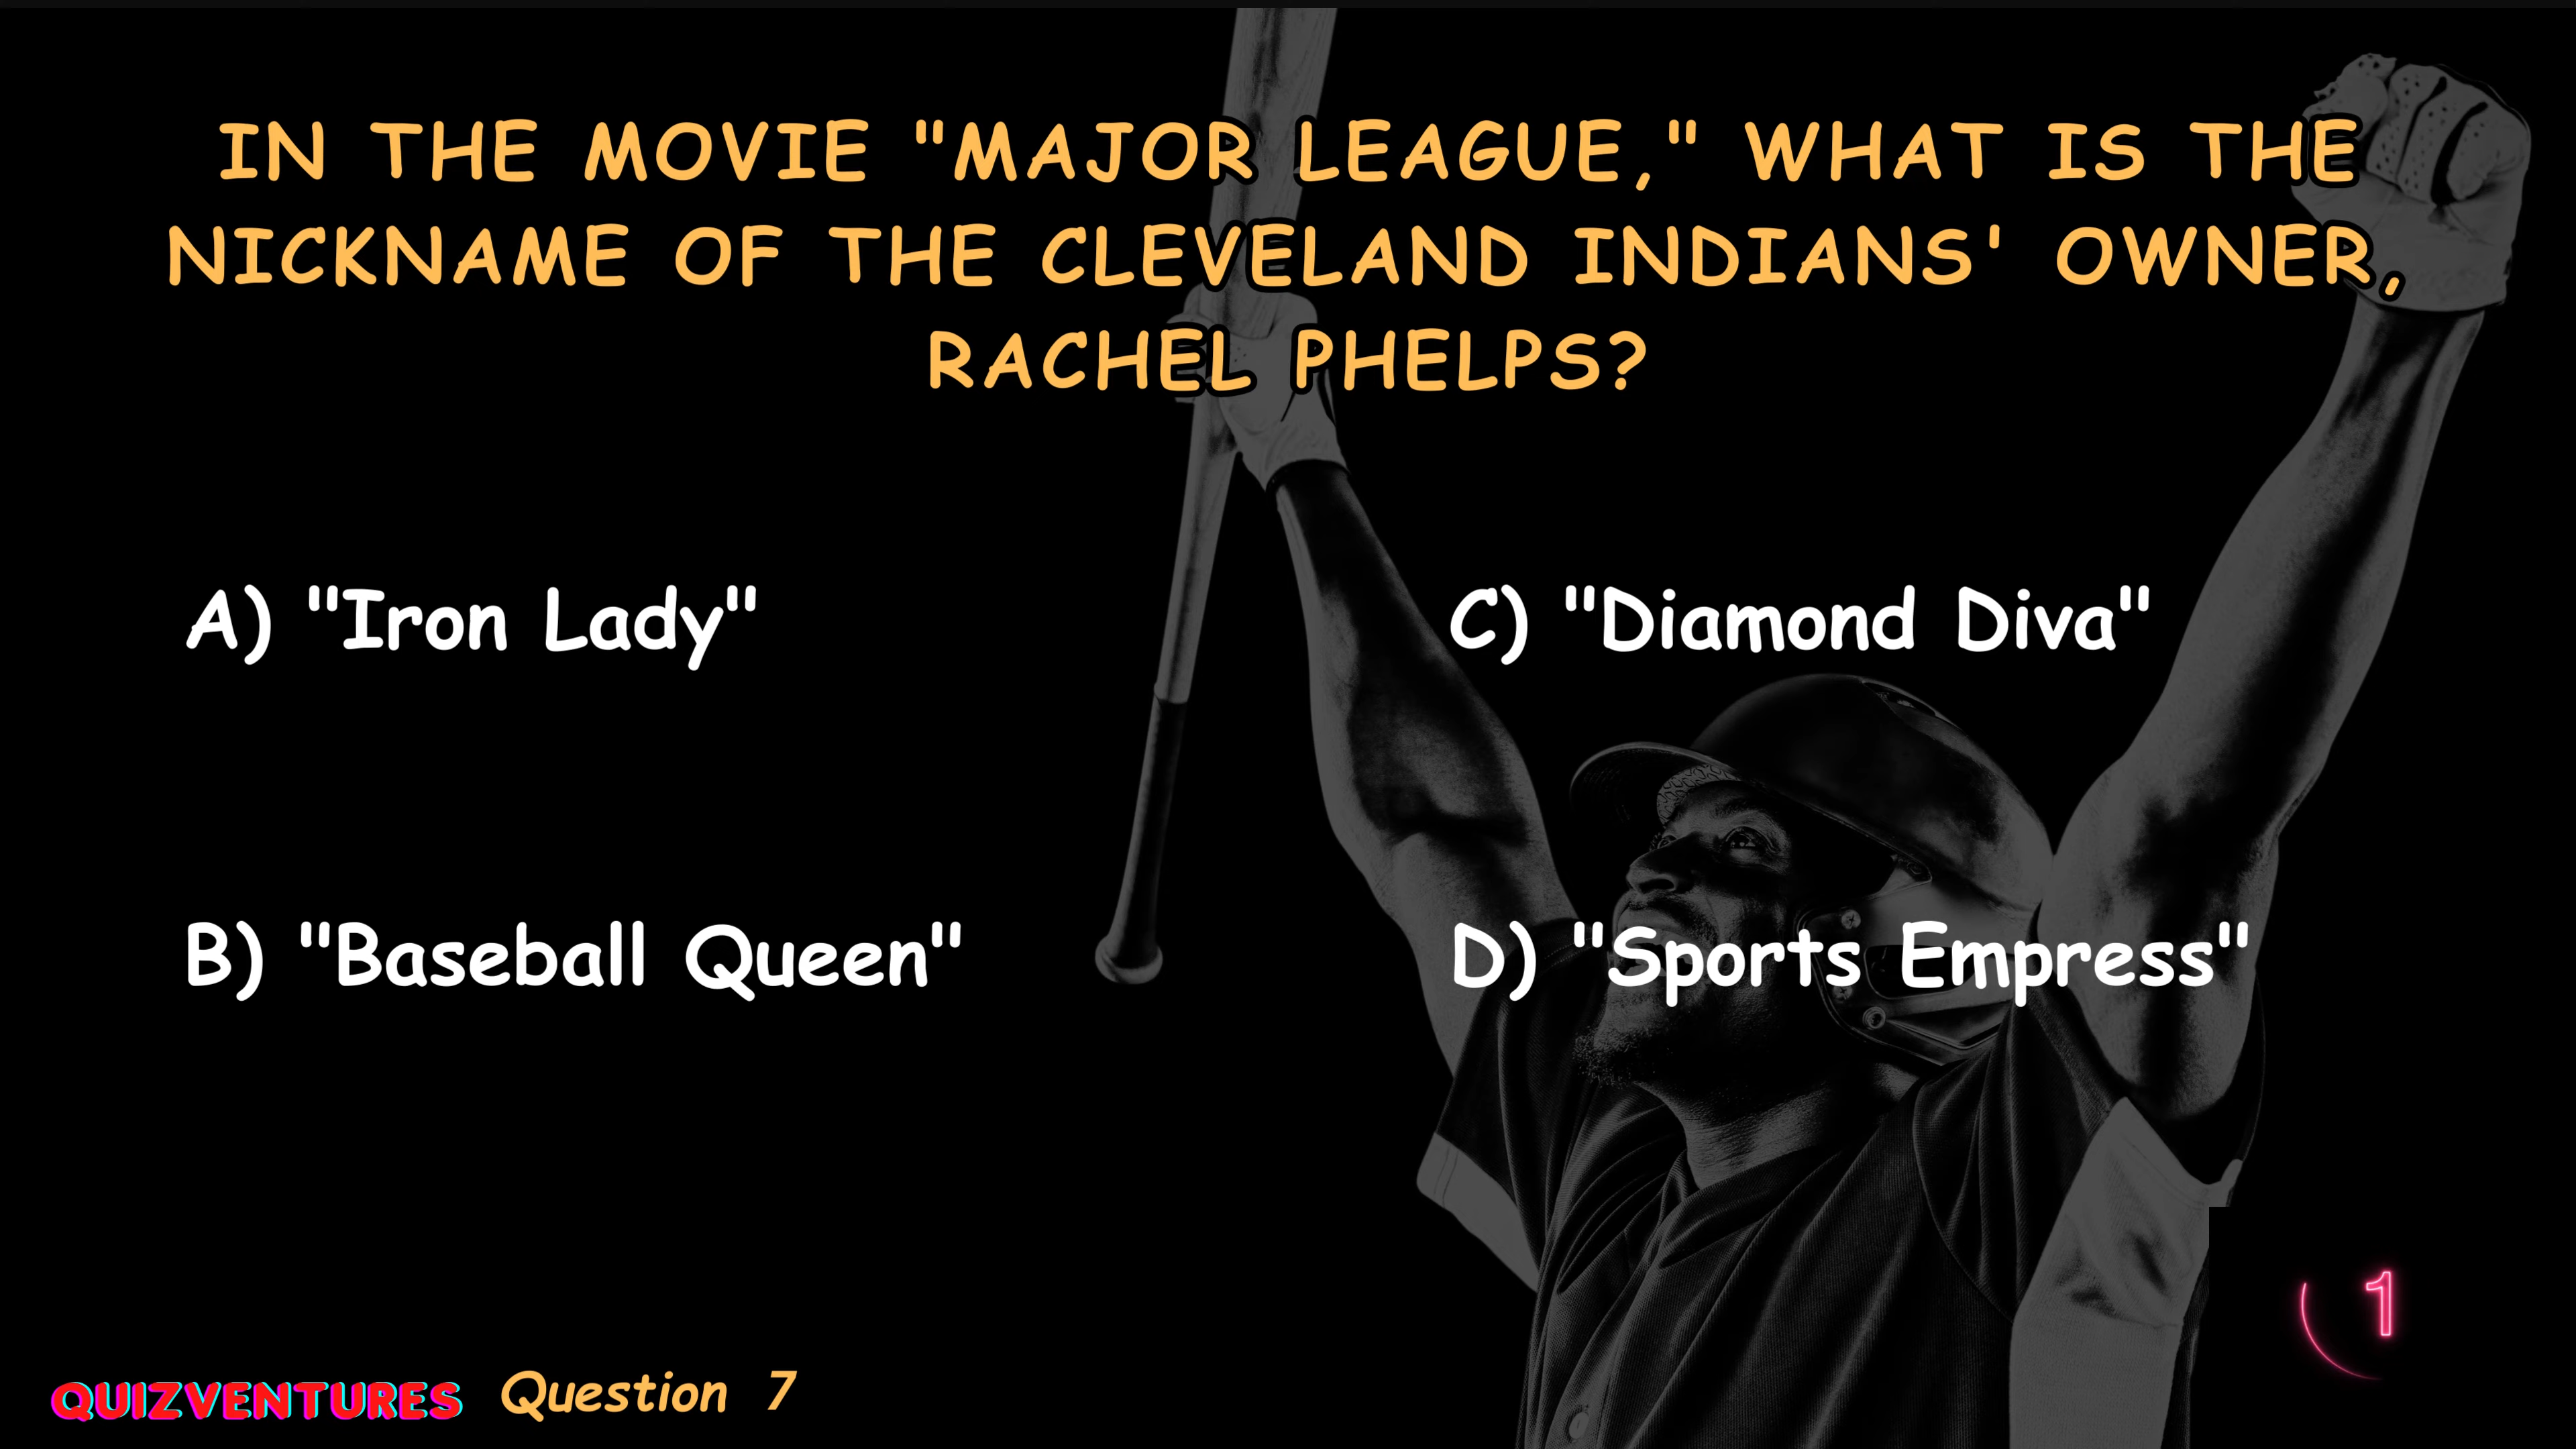 IN THE MOVIE "MAJOR LEAGUE," WHAT IS THE
NICKNAME OF THE CLEVELAND INDIANS' OWNER,
RACHEL PHELPS?
A) "Iron Lady"
C) "Diamond Diva"
B) "Baseball Queen"
D) "Sports Empress"
1
QUIZVENTURES Question 7